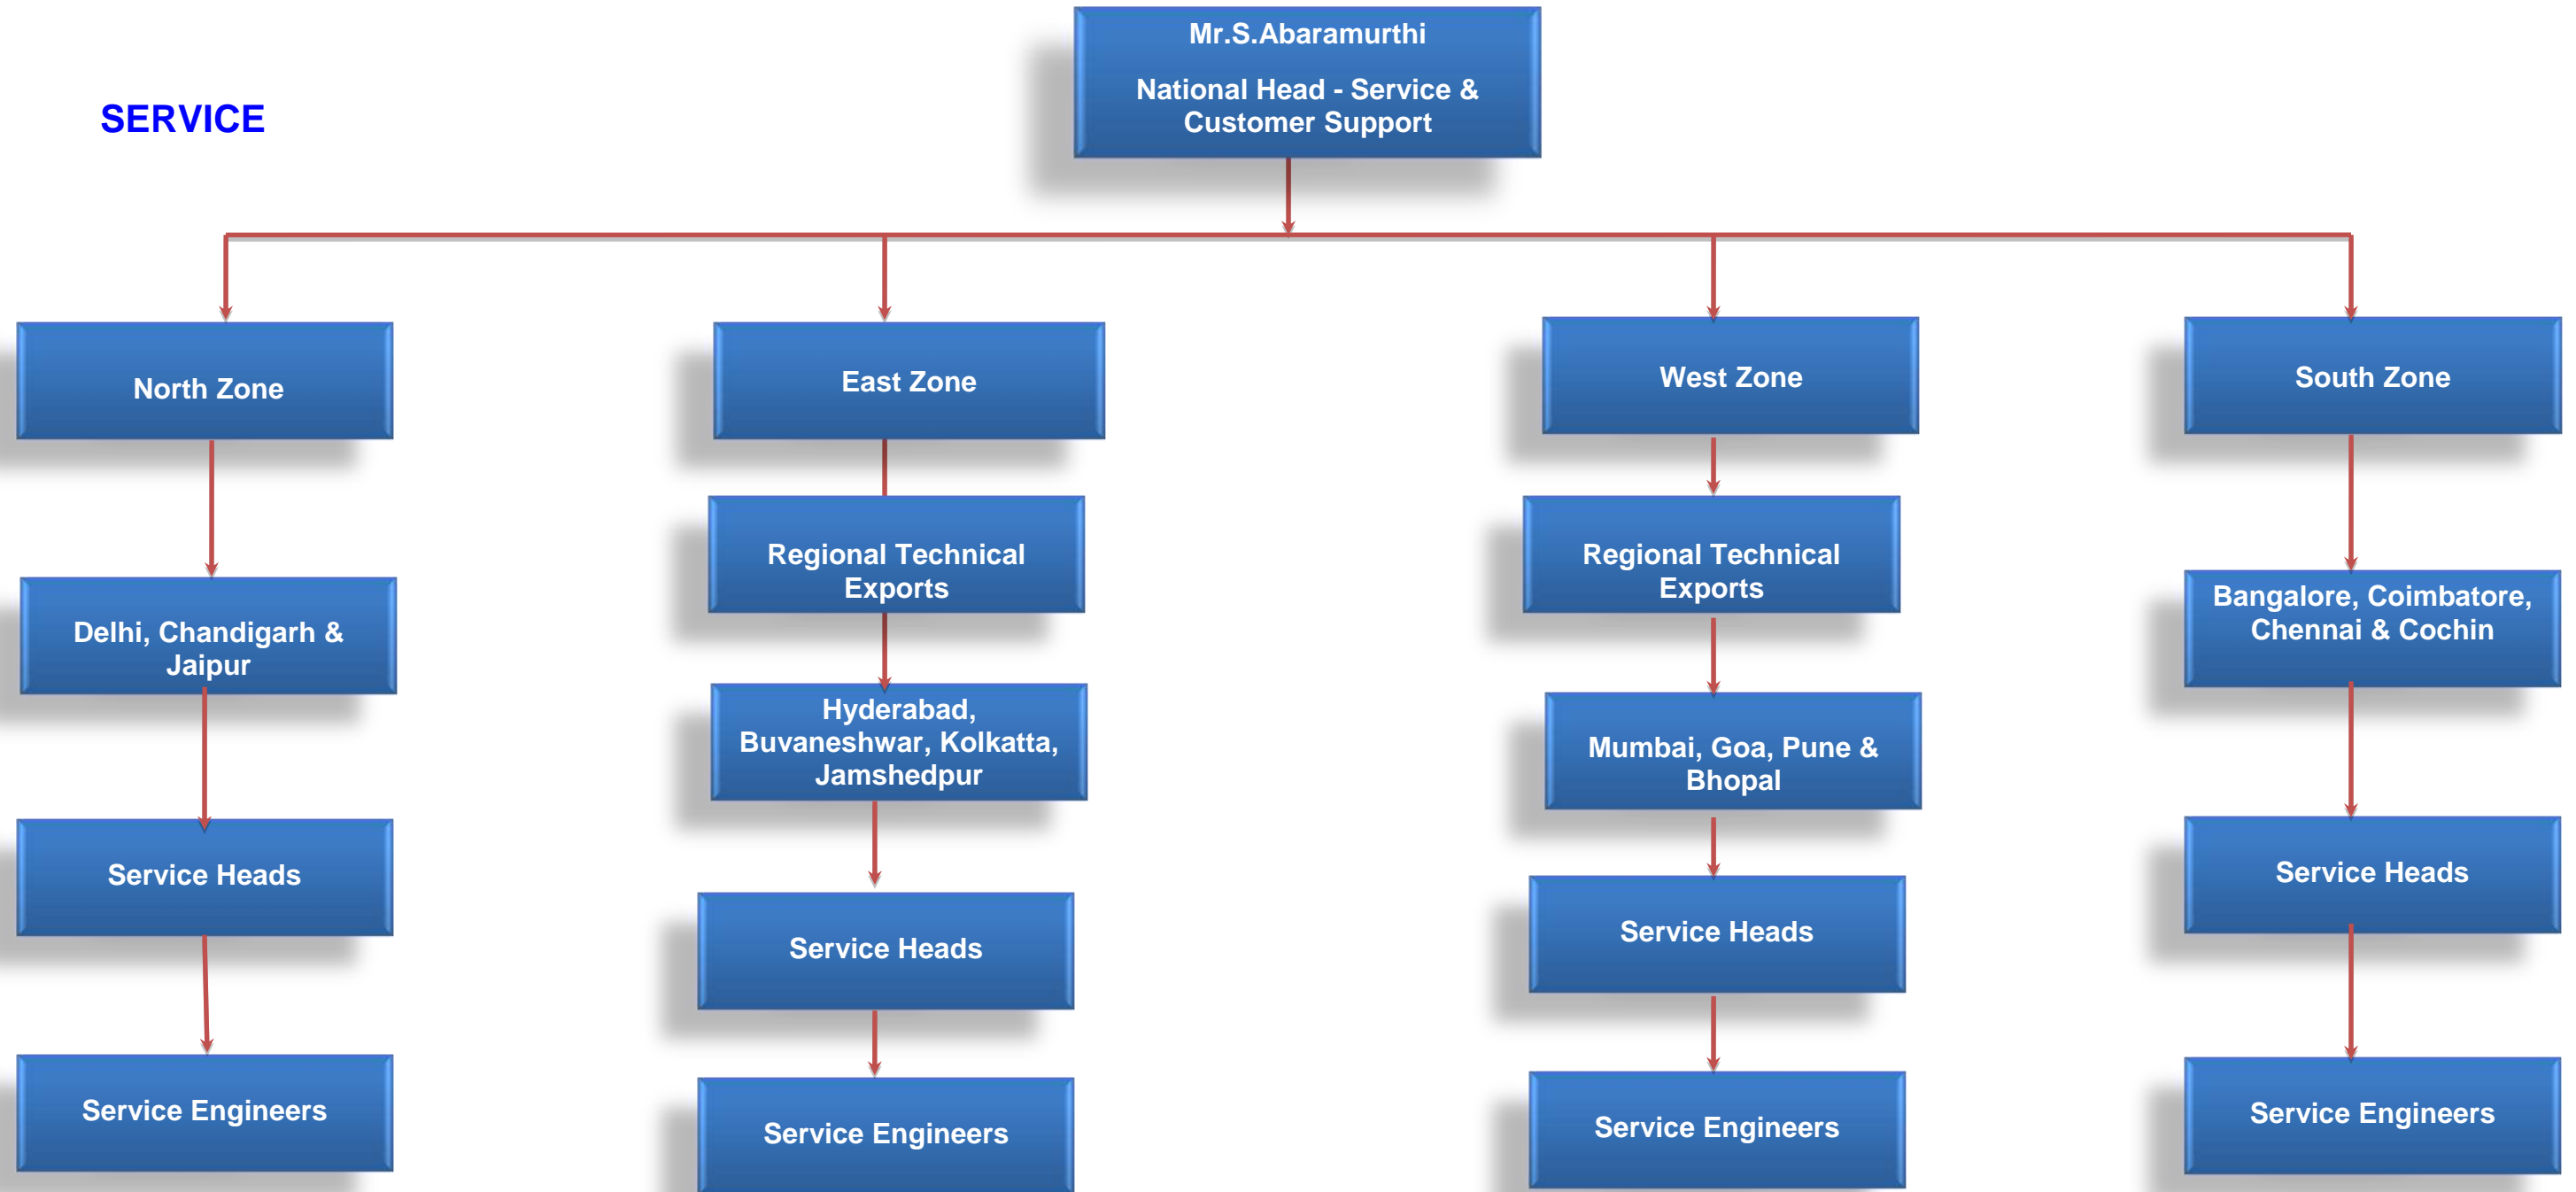 SERVICE
Mr.S.Abaramurthi
National Head - Service &
Customer Support
North Zone
East Zone
West Zone
South Zone
Regional Technical
Exports
Regional Technical
Exports
Delhi, Chandigarh &
Jaipur
Hyderabad,
Buvaneshwar, Kolkatta,
Jamshedpur
Mumbai, Goa, Pune &
Bhopal
Bangalore, Coimbatore,
Chennai & Cochin
Service Heads
Service Heads
Service Heads
Service Heads
Service Engineers
Service Engineers
Service Engineers
Service Engineers